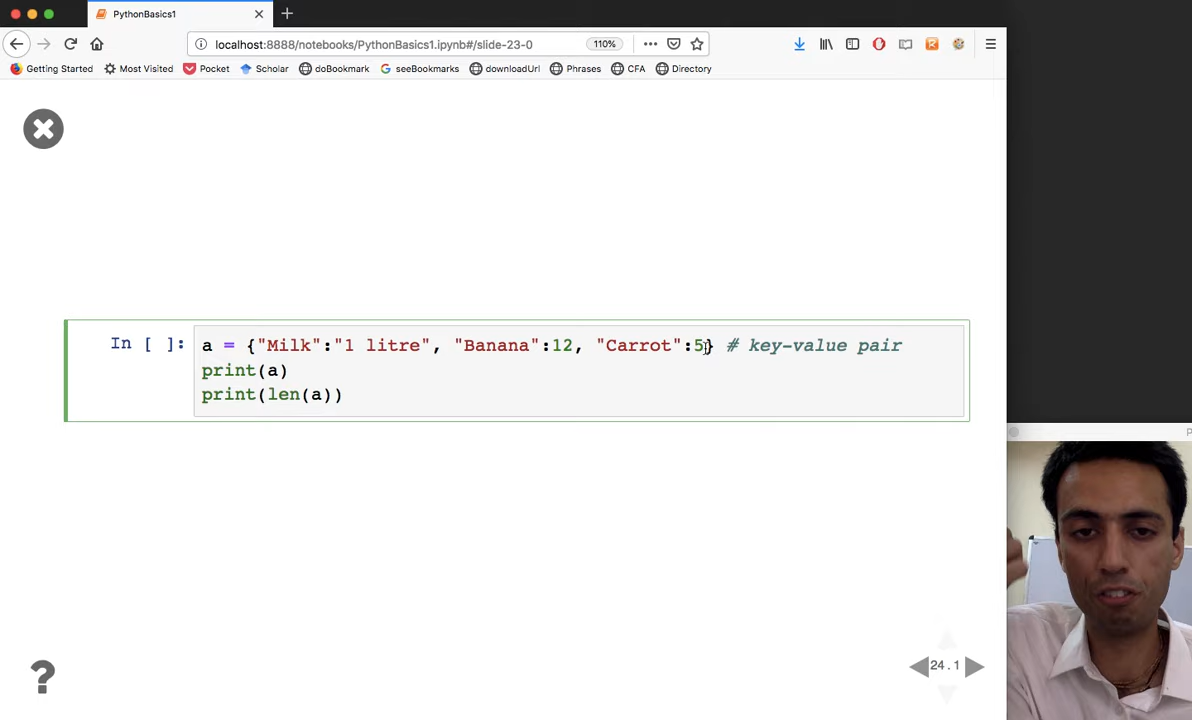 PythonBasics1
localhost:8888/notebooks/PythonBasics1.ipynb#/slide-23-0
110%
Getting Started Most Visited Pocket Scholar doBookmark seeBookmarks downloadUrl Phrases CFA Directory
In [ ]: a = {"Milk":"1 litre", "Banana":12, "Carrot":5} # key-value pair
print(a)
print(len(a))
?
24.1
P